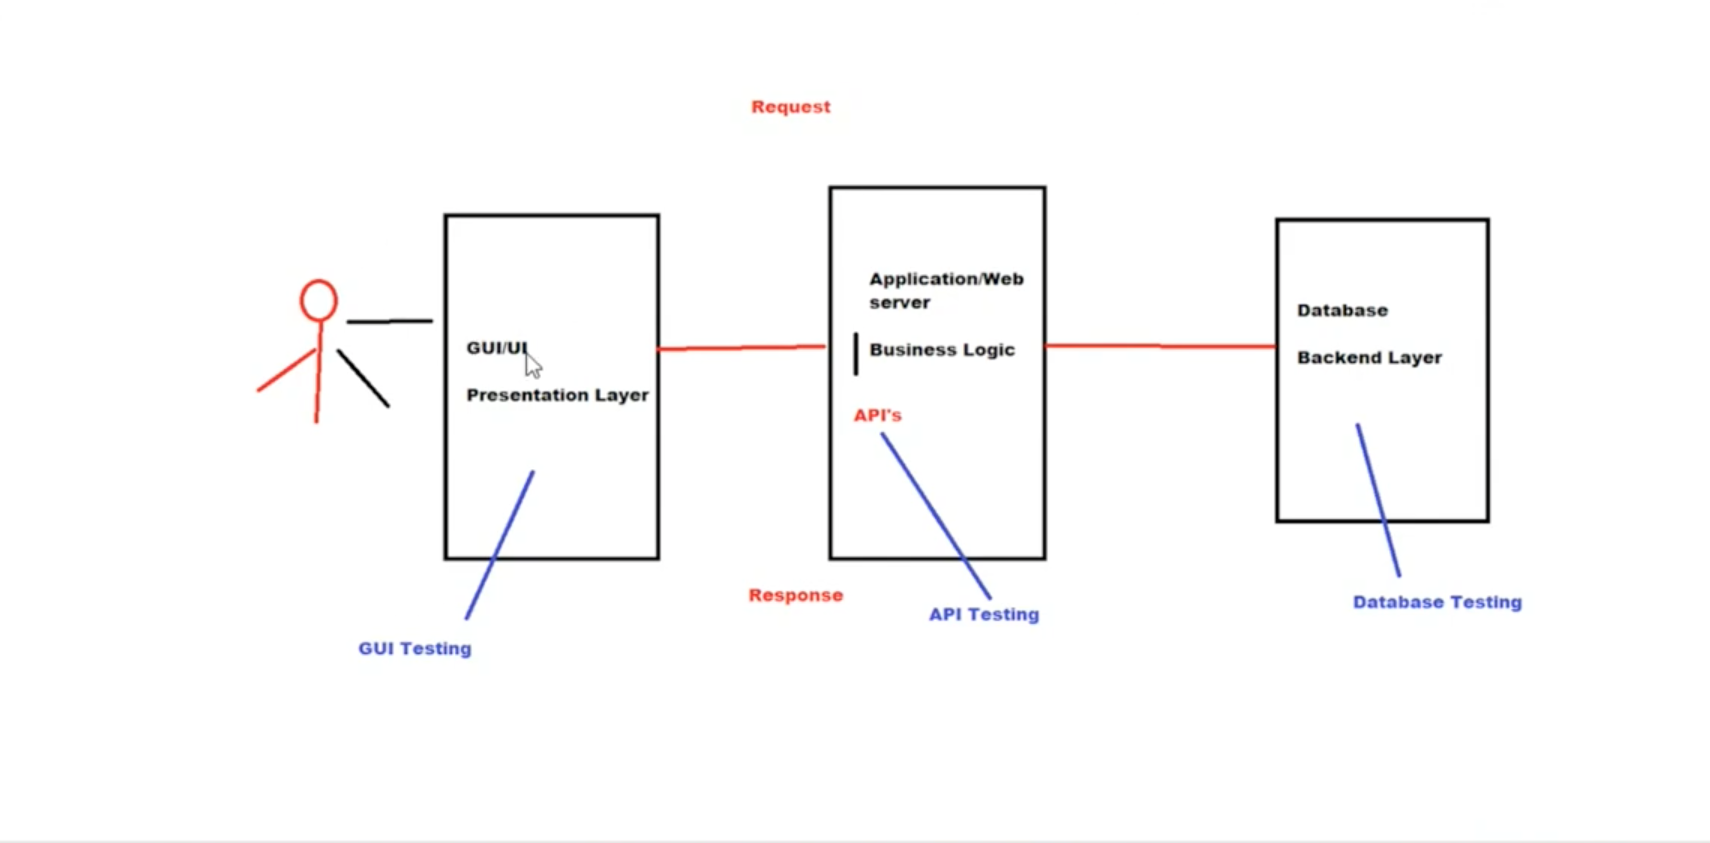 Request
GUI/UI
Presentation Layer
Application/Web
server
Business Logic
API's
Database
Backend Layer
Response
GUI Testing
API Testing
Database Testing